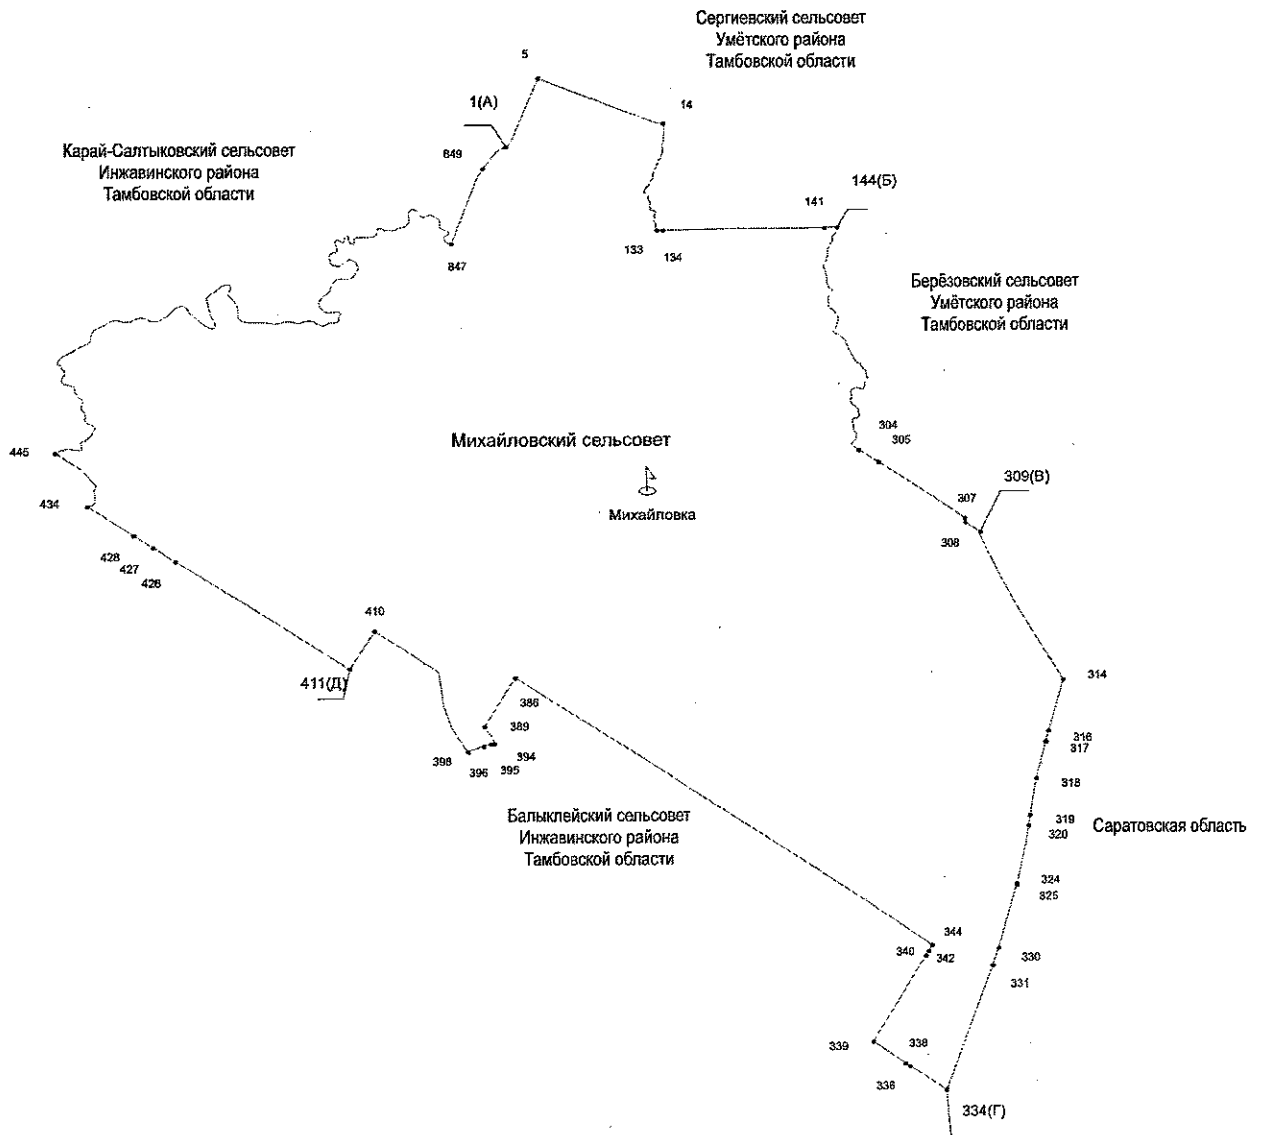 Сергиевский сельсовет
Умётского района
Тамбовской области
5
1(А)
14
Карай-Салтыковский сельсовет
Инжавинского района
Тамбовской области
649
144(Б)
141
133
134
847
Берёзовский сельсовет
Умётского района
Тамбовской области
304
305
Михайловский сельсовет
445
309(В)
307
434
Михайловка
308
428
427
426
410
314
411(Д)
386
389
316
317
398
396
395
394
318
Балыклейский сельсовет
Инжавинского района
Тамбовской области
319
320
Саратовская область
324
325
344
340
342
330
331
339
338
336
334(Г)